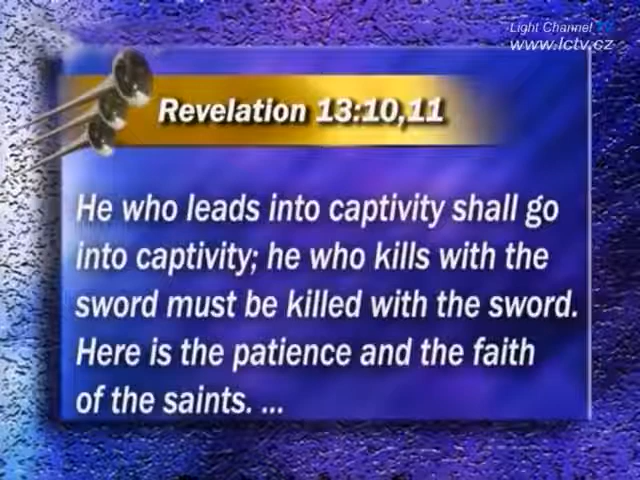 Light Channel TV
www.lctv.cz
Revelation 13:10,11
He who leads into captivity shall go
into captivity; he who kills with the
sword must be killed with the sword.
Here is the patience and the faith
of the saints. ...